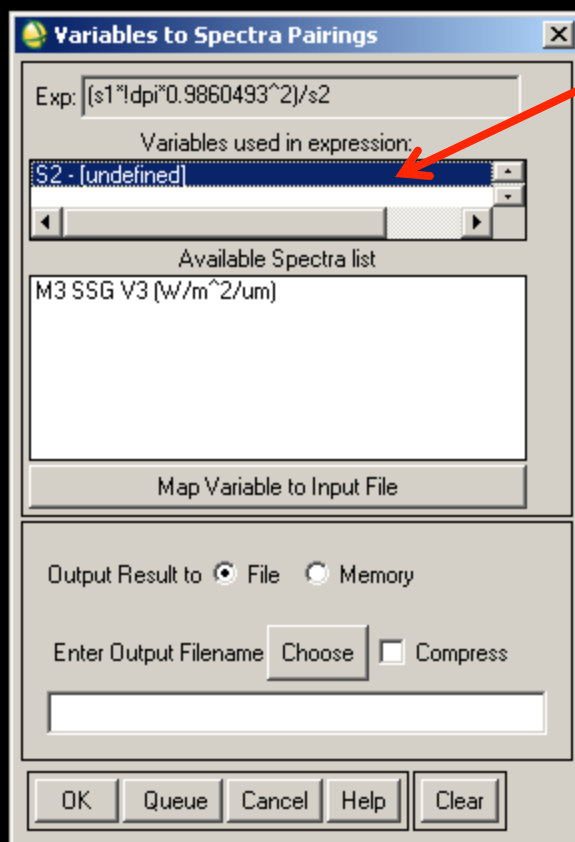 Variables to Spectra Pairings
Exp: (s1*!dpi*0.9860493^2)/s2
Variables used in expression:
S2 - [undefined]
Available Spectra list
M3 SSG V3 (W/m^2/um)
Map Variable to Input File
Output Result to File Memory
Enter Output Filename Choose Compress
OK Queue Cancel Help Clear